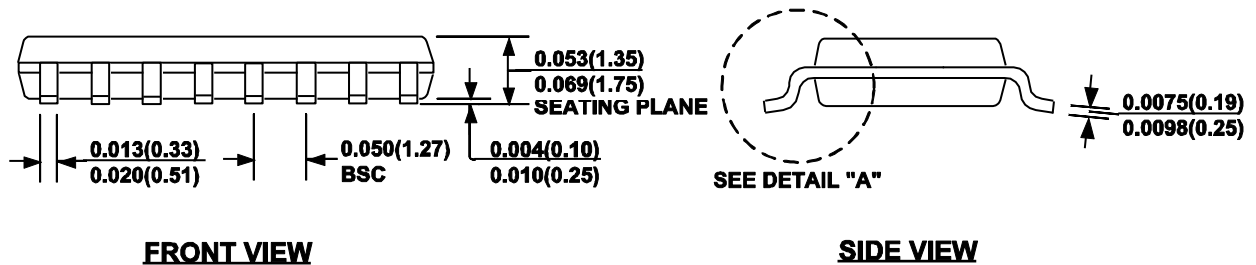 0.053(1.35)
0.069(1.75)
SEATING PLANE
0.013(0.33)
0.020(0.51)
0.050(1.27)
BSC
0.004(0.10)
0.010(0.25)
FRONT VIEW
0.0075(0.19)
0.0098(0.25)
SEE DETAIL "A"
SIDE VIEW